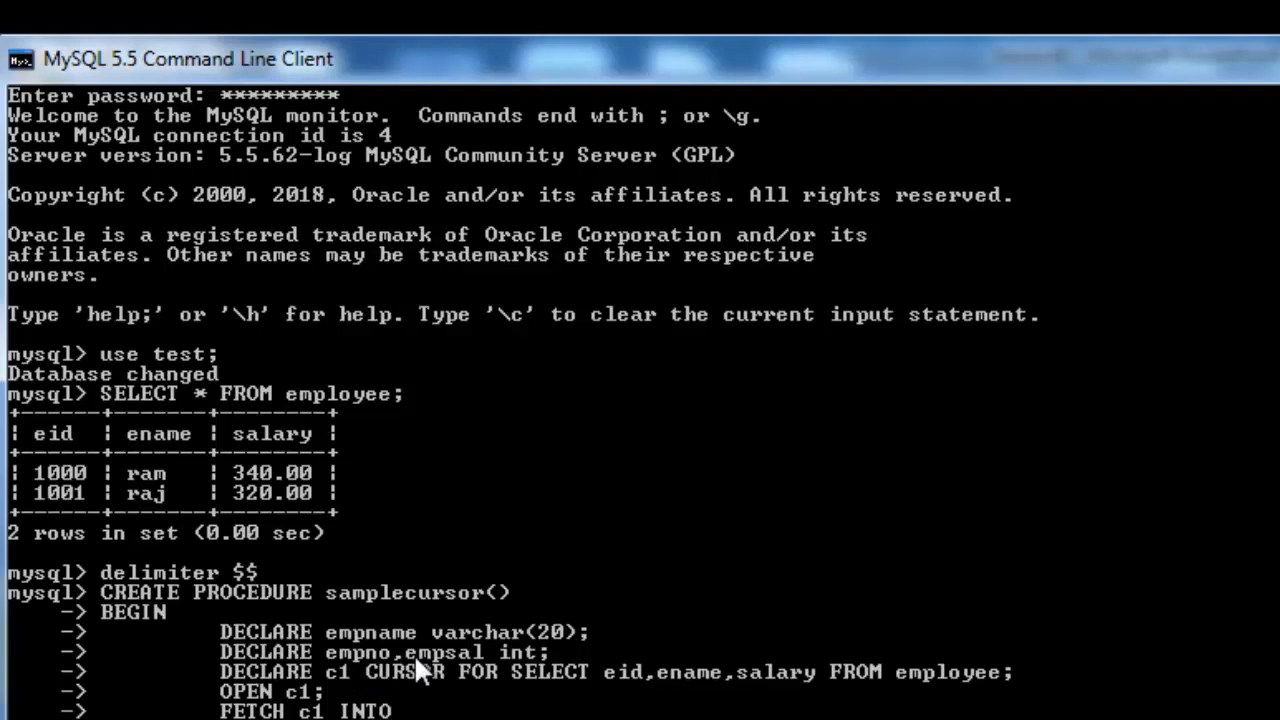 MySQL 5.5 Command Line Client
Enter password: *********
Welcome to the MySQL monitor.  Commands end with ; or \g.
Your MySQL connection id is 4
Server version: 5.5.62-log MySQL Community Server (GPL)
Copyright (c) 2000, 2018, Oracle and/or its affiliates. All rights reserved.
Oracle is a registered trademark of Oracle Corporation and/or its
affiliates. Other names may be trademarks of their respective
owners.
Type 'help;' or '\h' for help. Type '\c' to clear the current input statement.
mysql> use test;
Database changed
mysql> SELECT * FROM employee;
+------+-------+--------+
| eid  | ename | salary |
+------+-------+--------+
| 1000 | ram   | 340.00 |
| 1001 | raj   | 320.00 |
+------+-------+--------+
2 rows in set (0.00 sec)
mysql> delimiter $$
mysql> CREATE PROCEDURE samplecursor()
    -> BEGIN
    ->          DECLARE empname varchar(20);
    ->          DECLARE empno,empsal int;
    ->          DECLARE c1 CURSOR FOR SELECT eid,ename,salary FROM employee;
    ->          OPEN c1;
    ->          FETCH c1 INTO